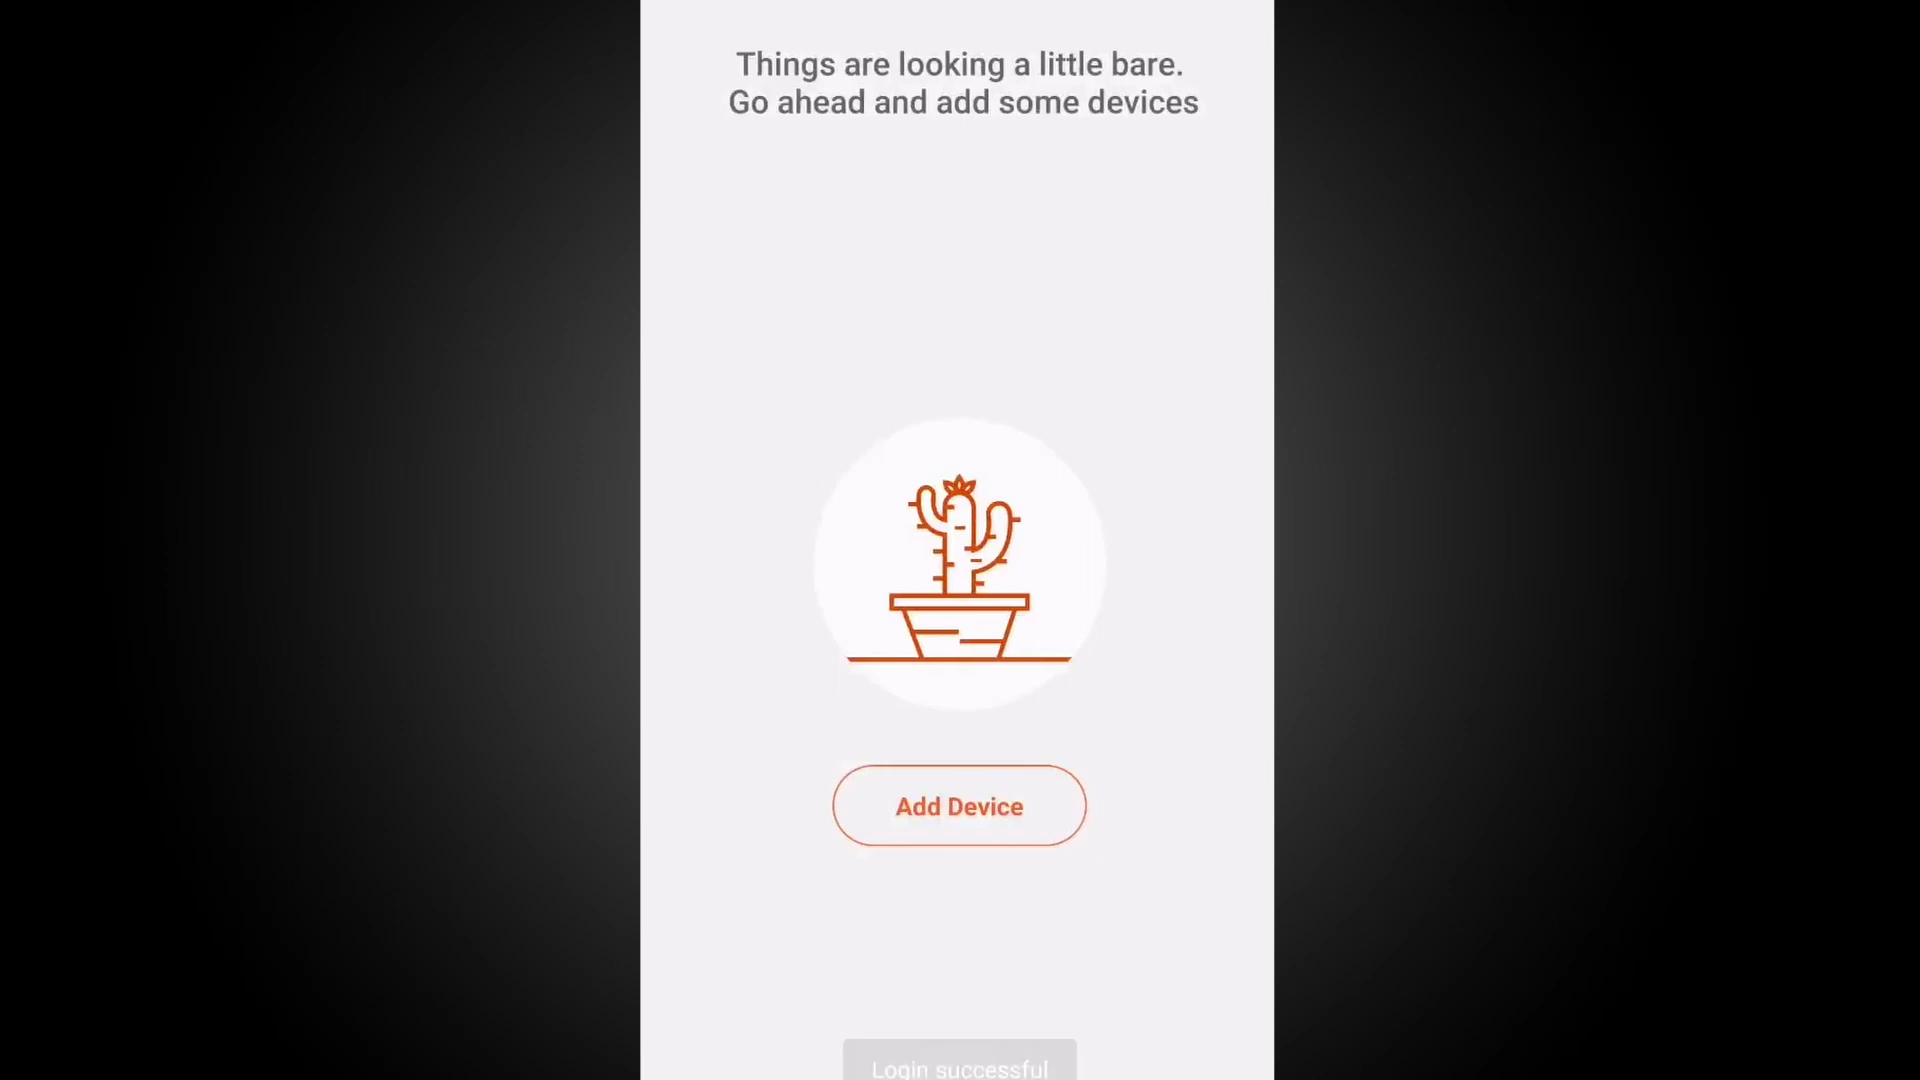 Things are looking a little bare.
Go ahead and add some devices
Add Device
Login successful